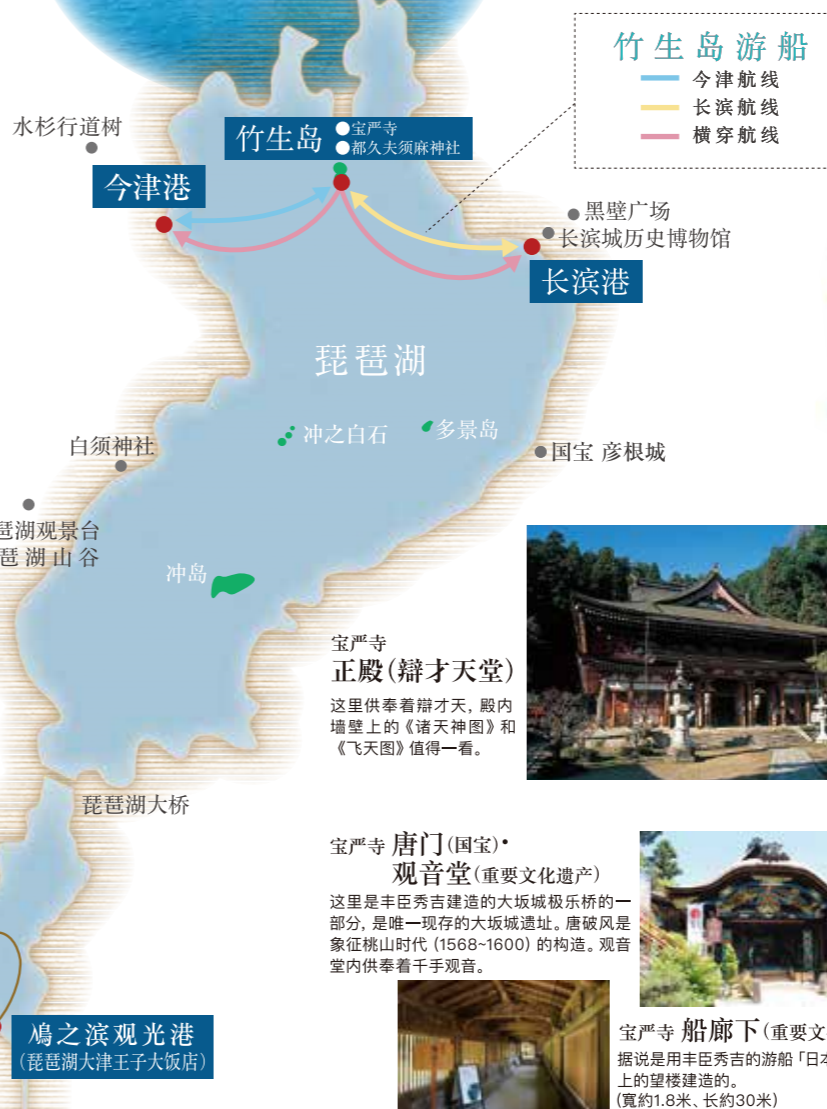 竹生岛游船
今津航线
长滨航线
横穿航线
水杉行道树
竹生岛
●宝严寺
●都久夫须麻神社
今津港
黑壁广场
长滨城历史博物馆
长滨港
琵琶湖
冲之白石
多景岛
白须神社
国宝 彦根城
琶湖观景台
琶湖山谷
冲岛
宝严寺
正殿(辩才天堂)
这里供奉着辩才天, 殿内
墙壁上的《诸天神图》和
《飞天图》值得一看。
琵琶湖大桥
宝严寺 唐门(国宝)•
观音堂(重要文化遗产)
这里是丰臣秀吉建造的大坂城极乐桥的一
部分, 是唯一现存的大坂城遗址。唐破风是
象征桃山时代 (1568~1600) 的构造。观音
堂内供奉着千手观音。
鳰之滨观光港
(琵琶湖大津王子大饭店)
宝严寺 船廊下(重要文
据说是用丰臣秀吉的游船「日本
上的望楼建造的。
(寬約1.8米、长約30米)